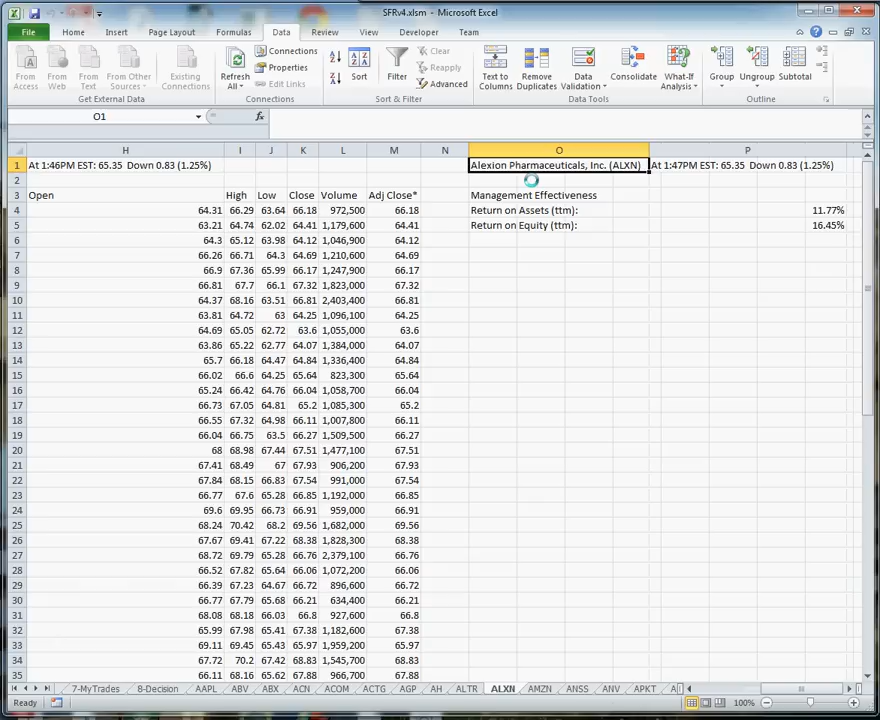 SFRv4.xlsm - Microsoft Excel
File Home Insert Page Layout Formulas Data Review View Developer Team
From Access
From Web
From Text
From Other Sources
Existing Connections
Get External Data
Refresh All
Connections
Properties
Edit Links
Connections
Sort
Filter
Clear
Reapply
Advanced
Sort & Filter
Text to Columns
Remove Duplicates
Data Validation
Consolidate
What-If Analysis
Data Tools
Group
Ungroup
Subtotal
Outline
O1 fx
H I J K L M N O P
1 At 1:46PM EST: 65.35 Down 0.83 (1.25%) Alexion Pharmaceuticals, Inc. (ALXN) At 1:47PM EST: 65.35 Down 0.83 (1.25%)
2
3 Open High Low Close Volume Adj Close* Management Effectiveness
4 64.31 66.29 63.64 66.18 972,500 66.18 Return on Assets (ttm): 11.77%
5 63.21 64.74 62.02 64.41 1,179,600 64.41 Return on Equity (ttm): 16.45%
6 64.3 65.12 63.98 64.12 1,046,900 64.12
7 66.26 66.71 64.3 64.69 1,210,600 64.69
8 66.9 67.36 65.99 66.17 1,247,900 66.17
9 66.81 67.7 66.1 67.32 1,823,000 67.32
10 64.37 68.16 63.51 66.81 2,403,400 66.81
11 63.81 64.72 63 64.25 1,096,100 64.25
12 64.69 65.05 62.72 63.6 1,055,000 63.6
13 63.86 65.22 62.77 64.07 1,384,000 64.07
14 65.7 66.18 64.47 64.84 1,336,400 64.84
15 66.02 66.6 64.25 65.64 823,300 65.64
16 65.24 66.42 64.76 66.04 1,058,700 66.04
17 66.73 67.05 64.81 65.2 1,085,300 65.2
18 66.55 67.32 64.98 66.11 1,007,800 66.11
19 66.04 66.75 63.5 66.27 1,509,500 66.27
20 68 68.98 67.44 67.51 1,477,100 67.51
21 67.41 68.49 67 67.93 906,200 67.93
22 67.84 68.15 66.83 67.54 991,000 67.54
23 66.77 67.6 65.28 66.85 1,192,000 66.85
24 69.6 69.95 66.73 66.91 959,000 66.91
25 68.24 70.42 68.2 69.56 1,682,000 69.56
26 67.67 69.41 67.22 68.38 1,828,300 68.38
27 68.72 69.79 65.28 66.76 2,379,100 66.76
28 66.52 67.82 65.64 66.06 1,072,200 66.06
29 66.39 67.23 64.67 66.72 896,600 66.72
30 66.77 67.79 65.68 66.21 634,400 66.21
31 68.08 68.18 66.03 66.8 927,600 66.8
32 65.99 67.98 65.41 67.38 1,182,600 67.38
33 69.11 69.45 65.43 65.97 1,959,200 65.97
34 67.72 70.2 67.42 68.83 1,545,700 68.83
35 66.11 68.16 65.62 67.88 966,700 67.88
7-MyTrades 8-Decision AAPL ABV ABX ACN ACOM ACTG AGP AH ALTR ALXN AMZN ANSS ANV APKT A
Ready 100%